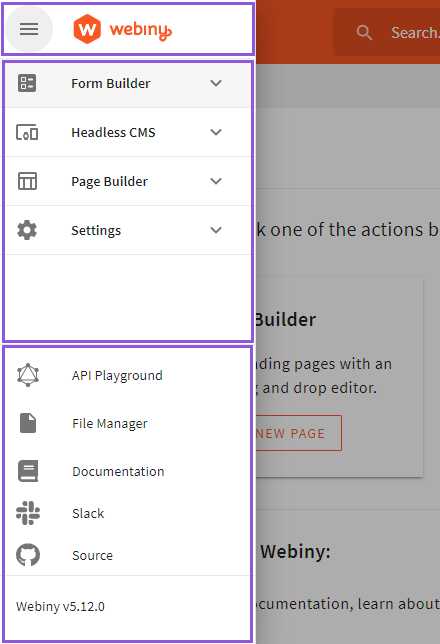 webiny
Search.
Form Builder
Headless CMS
Page Builder
Settings
k one of the actions b
Builder
ding pages with an
and drop editor.
NEW PAGE
API Playground
File Manager
Documentation
Slack
Source
Webiny:
Webiny v5.12.0
ocumentation, learn about